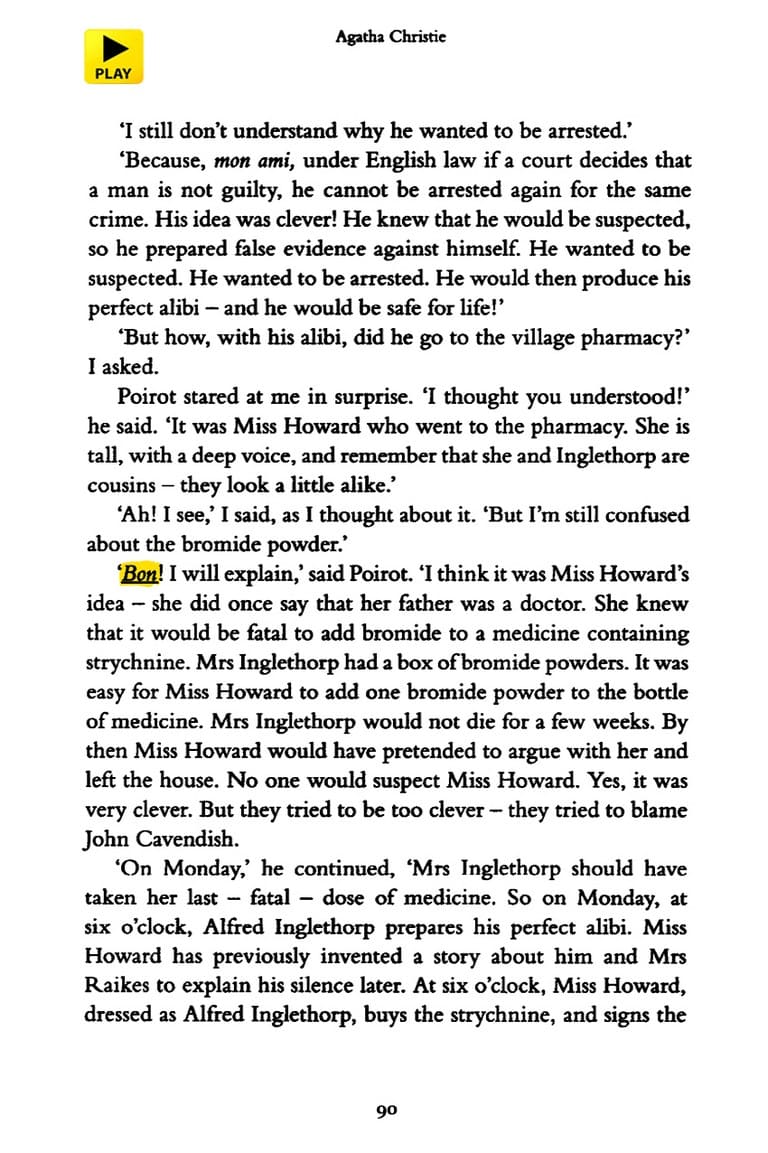 Agatha Christie
PLAY
‘I still don’t understand why he wanted to be arrested.’
‘Because, mon ami, under English law if a court decides that
a man is not guilty, he cannot be arrested again for the same
crime. His idea was clever! He knew that he would be suspected,
so he prepared false evidence against himself. He wanted to be
suspected. He wanted to be arrested. He would then produce his
perfect alibi – and he would be safe for life!’
‘But how, with his alibi, did he go to the village pharmacy?’
I asked.
Poirot stared at me in surprise. ‘I thought you understood!’
he said. ‘It was Miss Howard who went to the pharmacy. She is
tall, with a deep voice, and remember that she and Inglethorp are
cousins – they look a little alike.’
‘Ah! I see,’ I said, as I thought about it. ‘But I’m still confused
about the bromide powder.’
‘Bon! I will explain,’ said Poirot. ‘I think it was Miss Howard’s
idea – she did once say that her father was a doctor. She knew
that it would be fatal to add bromide to a medicine containing
strychnine. Mrs Inglethorp had a box of bromide powders. It was
easy for Miss Howard to add one bromide powder to the bottle
of medicine. Mrs Inglethorp would not die for a few weeks. By
then Miss Howard would have pretended to argue with her and
left the house. No one would suspect Miss Howard. Yes, it was
very clever. But they tried to be too clever – they tried to blame
John Cavendish.
‘On Monday,’ he continued, ‘Mrs Inglethorp should have
taken her last – fatal – dose of medicine. So on Monday, at
six o’clock, Alfred Inglethorp prepares his perfect alibi. Miss
Howard has previously invented a story about him and Mrs
Raikes to explain his silence later. At six o’clock, Miss Howard,
dressed as Alfred Inglethorp, buys the strychnine, and signs the
90